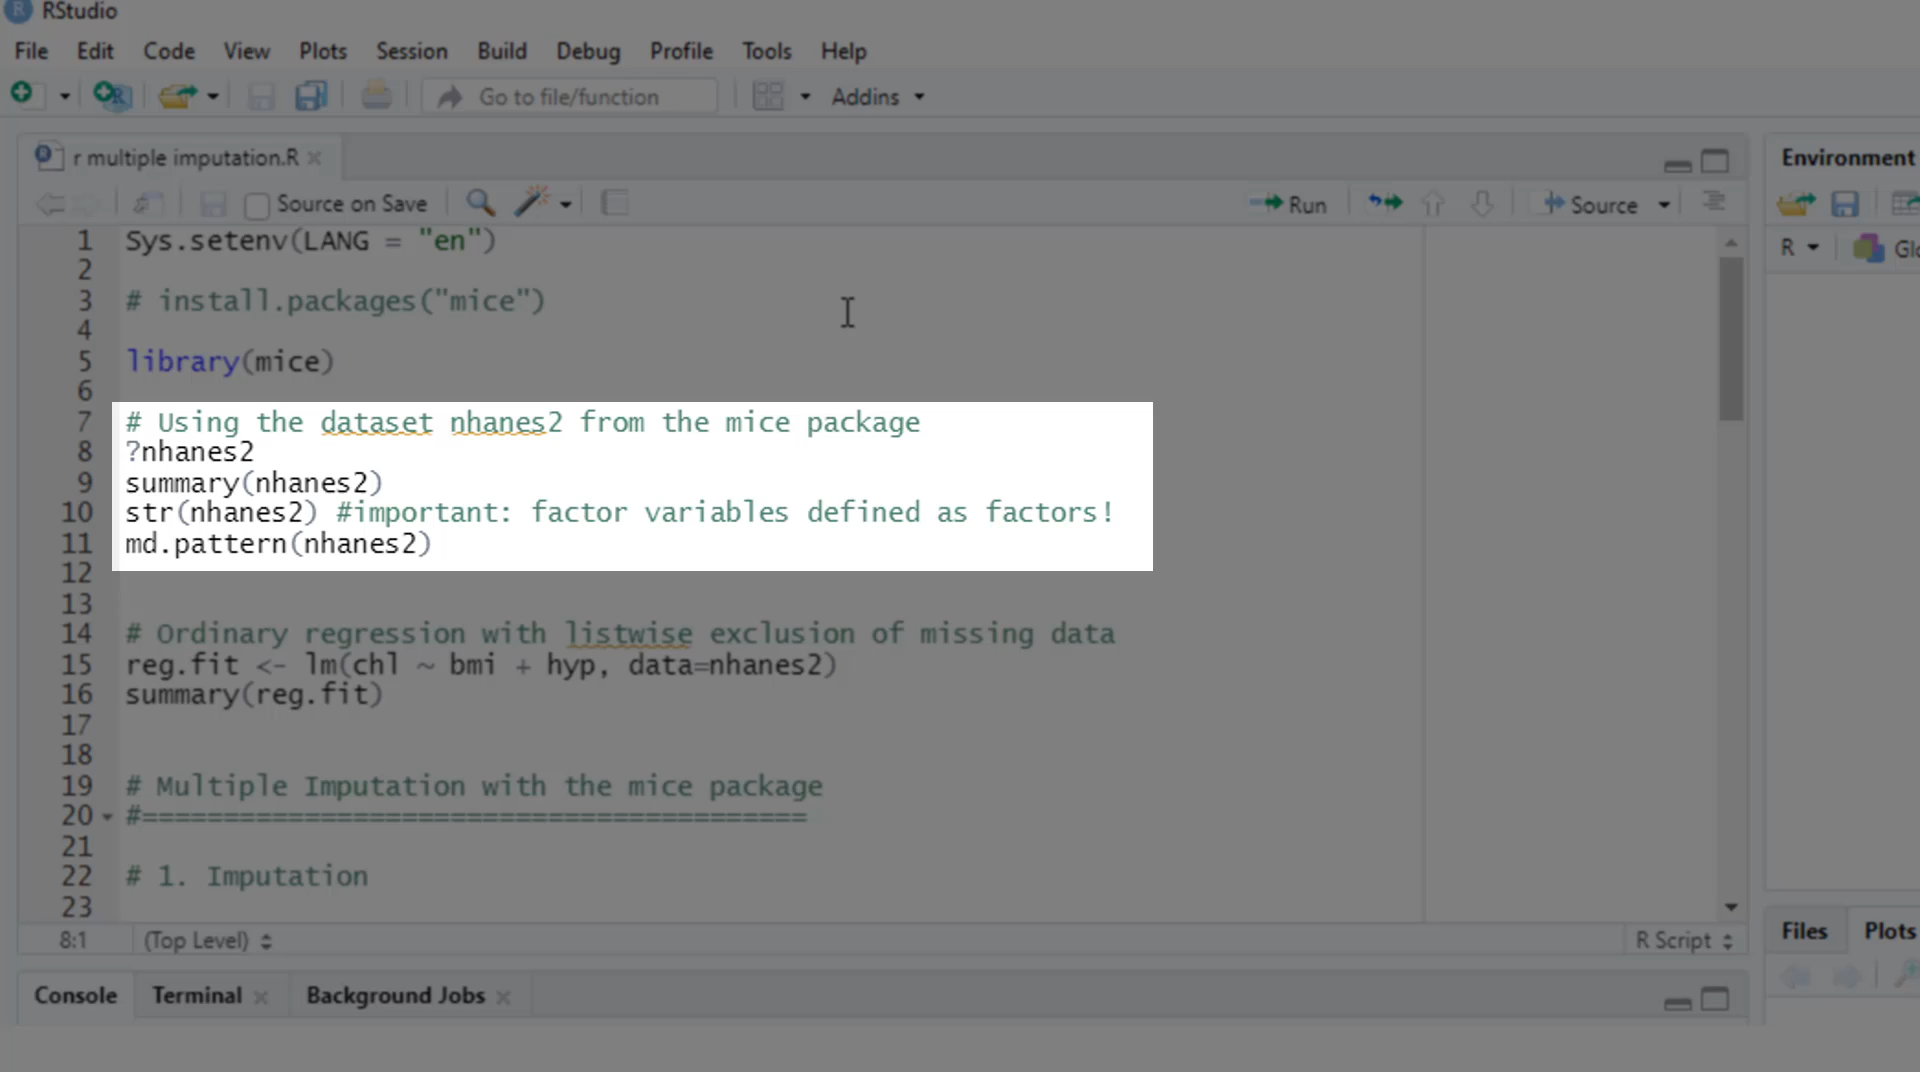 RStudio
File Edit Code View Plots Session Build Debug Profile Tools Help
Go to file/function Addins
r multiple imputation.R
Source on Save Run Source
1 Sys.setenv(LANG = "en")
2
3 # install.packages("mice")
4
5 library(mice)
6
7 # Using the dataset nhanes2 from the mice package
8 ?nhanes2
9 summary(nhanes2)
10 str(nhanes2) #important: factor variables defined as factors!
11 md.pattern(nhanes2)
12
13
14 # Ordinary regression with listwise exclusion of missing data
15 reg.fit <- lm(chl ~ bmi + hyp, data=nhanes2)
16 summary(reg.fit)
17
18
19 # Multiple Imputation with the mice package
20 #=========================================
21
22 # 1. Imputation
23
8:1 (Top Level) R Script
Console Terminal Background Jobs
Environment
R Glo
Files Plots